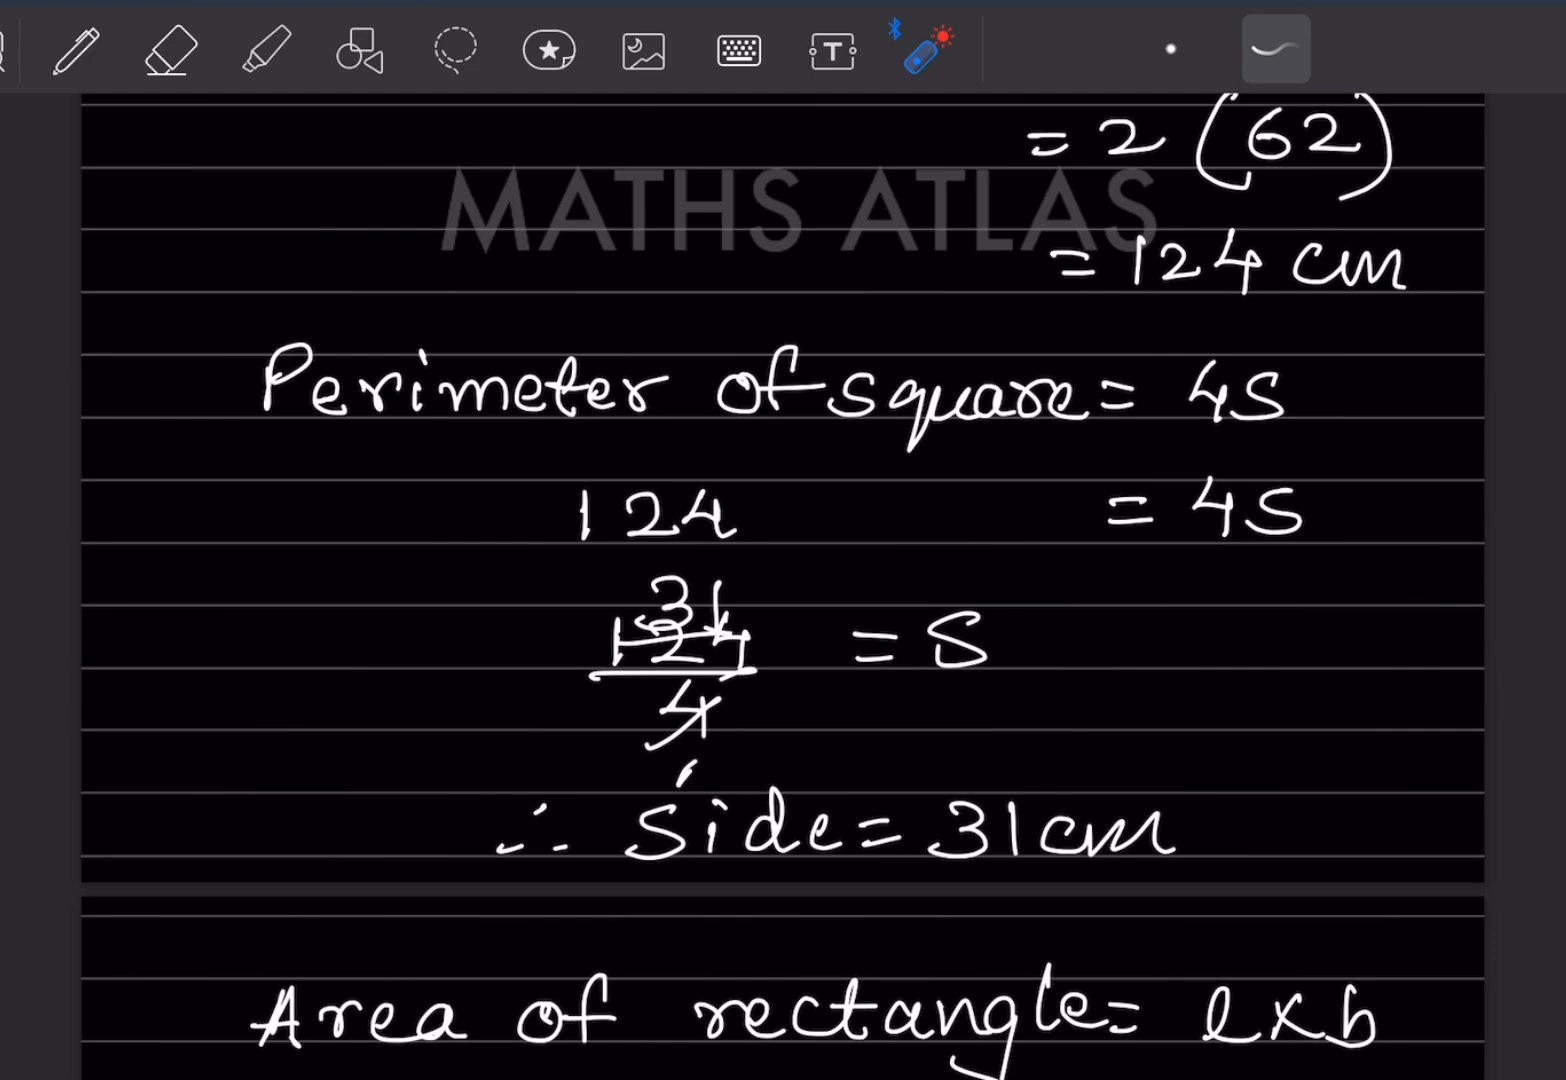 = 2 (62)
MATHS ATLAS
= 124 cm
Perimeter of square = 4S
124 = 4S
31
124 = S
4
∴ Side = 31 cm
Area of rectangle = l x b